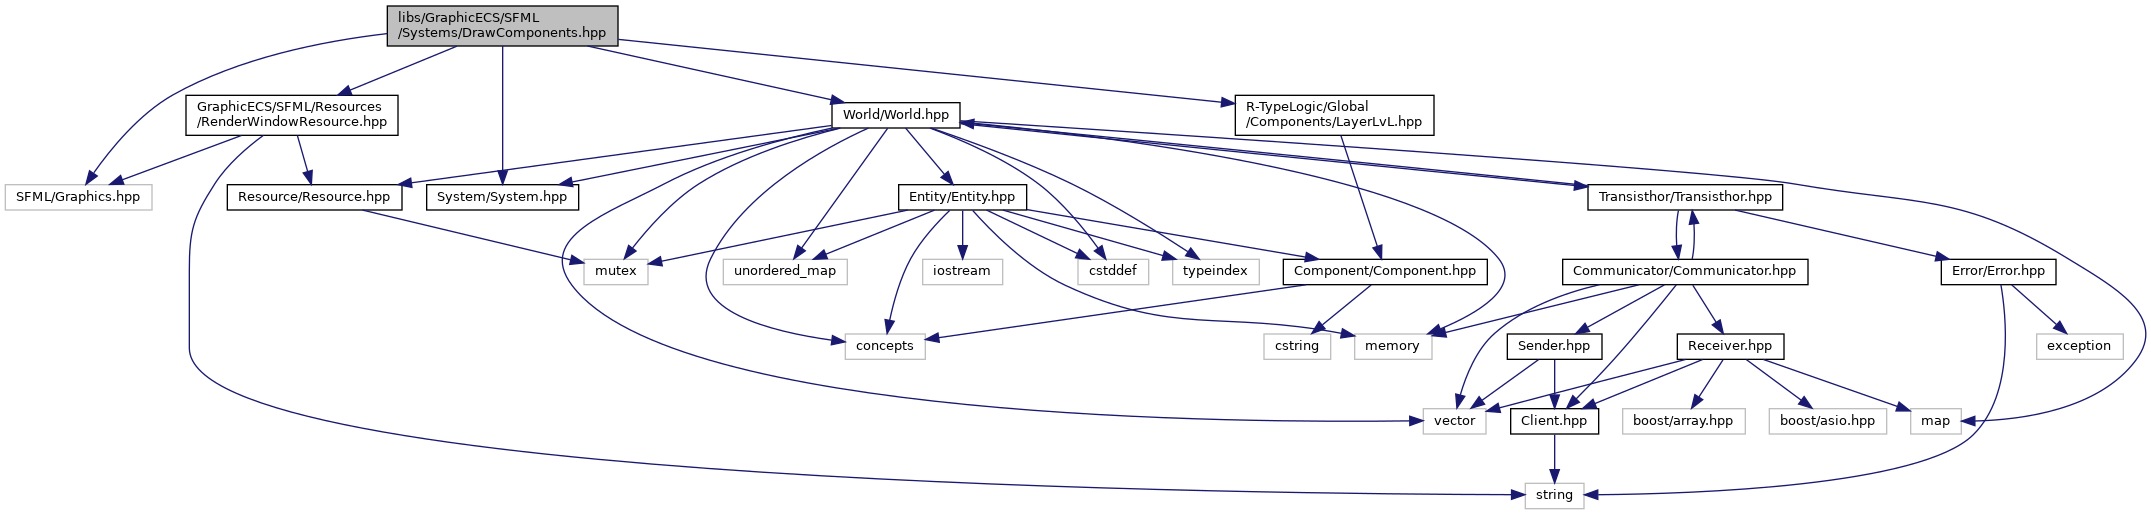 libs/GraphicECS/SFML
/Systems/DrawComponents.hpp
GraphicECS/SFML/Resources
/RenderWindowResource.hpp
World/World.hpp
R-TypeLogic/Global
/Components/LayerLvL.hpp
SFML/Graphics.hpp
Resource/Resource.hpp
System/System.hpp
Entity/Entity.hpp
Transisthor/Transisthor.hpp
mutex
unordered_map
iostream
cstddef
typeindex
Component/Component.hpp
Communicator/Communicator.hpp
Error/Error.hpp
concepts
cstring
memory
Sender.hpp
Receiver.hpp
exception
vector
Client.hpp
boost/array.hpp
boost/asio.hpp
map
string